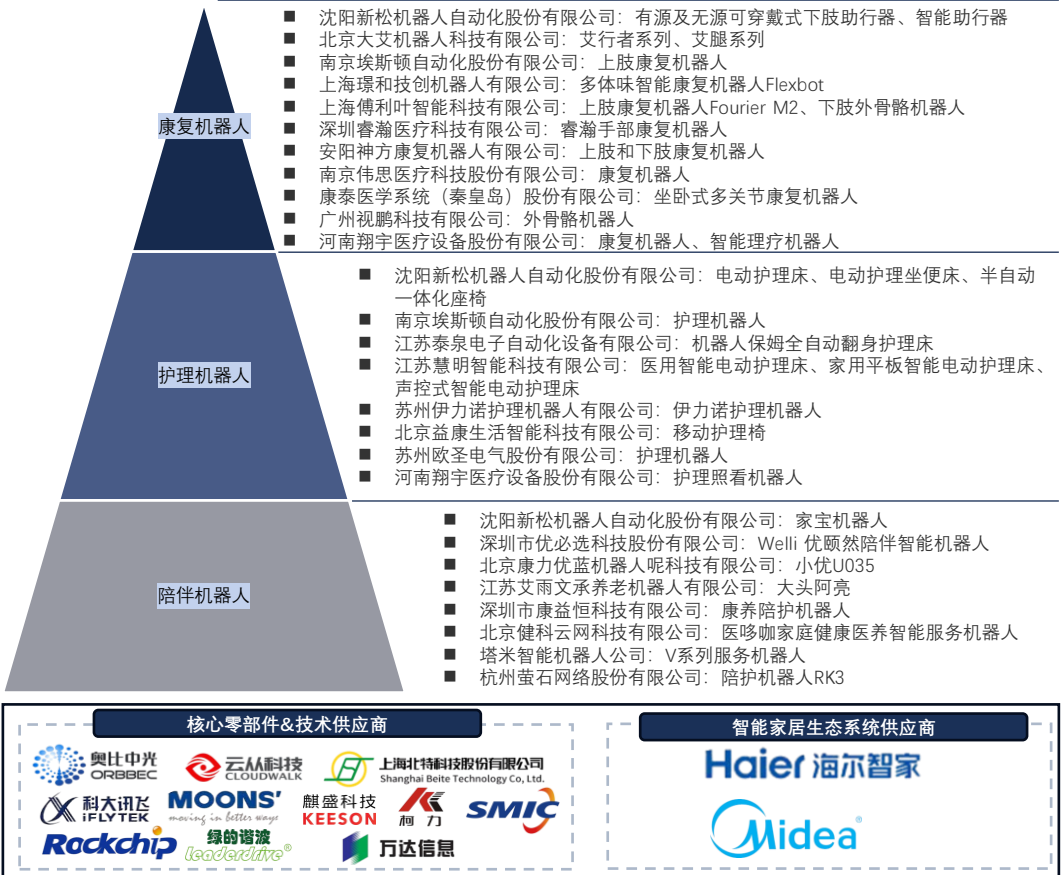 康复机器人
■ 沈阳新松机器人自动化股份有限公司：有源及无源可穿戴式下肢助行器、智能助行器
■ 北京大艾机器人科技有限公司：艾行者系列、艾腿系列
■ 南京埃斯顿自动化股份有限公司：上肢康复机器人
■ 上海璟和技创机器人有限公司：多体味智能康复机器人Flexbot
■ 上海傅利叶智能科技有限公司：上肢康复机器人Fourier M2、下肢外骨骼机器人
■ 深圳睿瀚医疗科技有限公司：睿瀚手部康复机器人
■ 安阳神方康复机器人有限公司：上肢和下肢康复机器人
■ 南京伟思医疗科技股份有限公司：康复机器人
■ 康泰医学系统（秦皇岛）股份有限公司：坐卧式多关节康复机器人
■ 广州视鹏科技有限公司：外骨骼机器人
■ 河南翔宇医疗设备股份有限公司：康复机器人、智能理疗机器人
护理机器人
■ 沈阳新松机器人自动化股份有限公司：电动护理床、电动护理坐便床、半自动
一体化座椅
■ 南京埃斯顿自动化股份有限公司：护理机器人
■ 江苏泰泉电子自动化设备有限公司：机器人保姆全自动翻身护理床
■ 江苏慧明智能科技有限公司：医用智能电动护理床、家用平板智能电动护理床、
声控式智能电动护理床
■ 苏州伊力诺护理机器人有限公司：伊力诺护理机器人
■ 北京益康生活智能科技有限公司：移动护理椅
■ 苏州欧圣电气股份有限公司：护理机器人
■ 河南翔宇医疗设备股份有限公司：护理照看机器人
陪伴机器人
■ 沈阳新松机器人自动化股份有限公司：家宝机器人
■ 深圳市优必选科技股份有限公司：Welli 优颐然陪伴智能机器人
■ 北京康力优蓝机器人呢科技有限公司：小优U035
■ 江苏艾雨文承养老机器人有限公司：大头阿亮
■ 深圳市康益恒科技有限公司：康养陪护机器人
■ 北京健科云网科技有限公司：医哆咖家庭健康医养智能服务机器人
■ 塔米智能机器人公司：V系列服务机器人
■ 杭州萤石网络股份有限公司：陪护机器人RK3
核心零部件&技术供应商
奥比中光
ORBBEC
云从科技
CLOUDWALK
上海北特科技股份有限公司
Shanghai Beite Technology Co., Ltd.
科大讯飞
iFLYTEK
MOONS'
moving in better ways
麒盛科技
KEESON
柯力
SMIC
Rockchip
绿的谐波
leaderdrive®
万达信息
智能家居生态系统供应商
Haier 海尔智家
Midea®